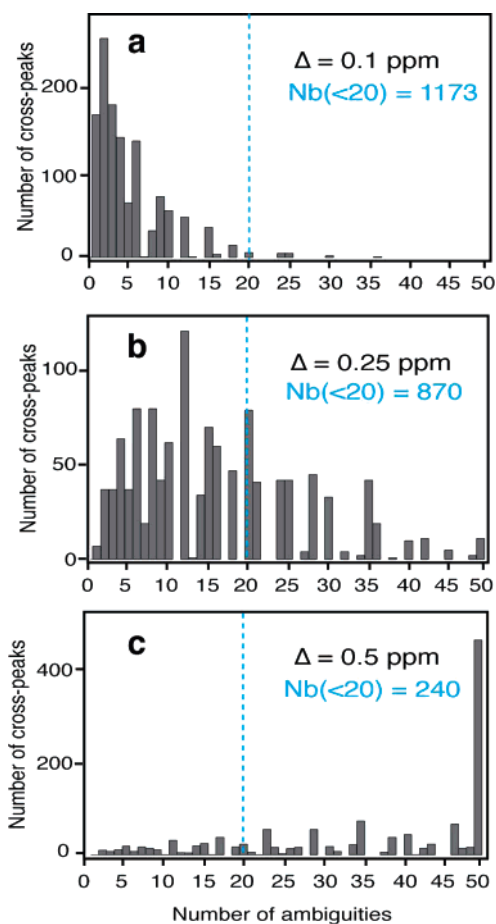 a
Δ = 0.1 ppm
Nb(<20) = 1173
Number of cross-peaks
200
100
0
0 5 10 15 20 25 30 35 40 45 50
b
Δ = 0.25 ppm
Nb(<20) = 870
Number of cross-peaks
100
50
0
0 5 10 15 20 25 30 35 40 45 50
c
Δ = 0.5 ppm
Nb(<20) = 240
Number of cross-peaks
400
200
0
0 5 10 15 20 25 30 35 40 45 50
Number of ambiguities